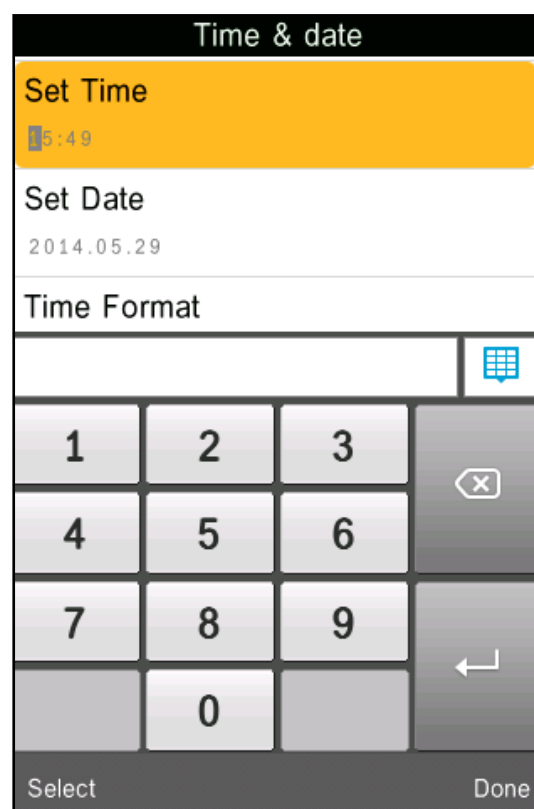 Time & date
Set Time
15:49
Set Date
2014.05.29
Time Format
1 2 3
4 5 6
7 8 9
0
Select Done